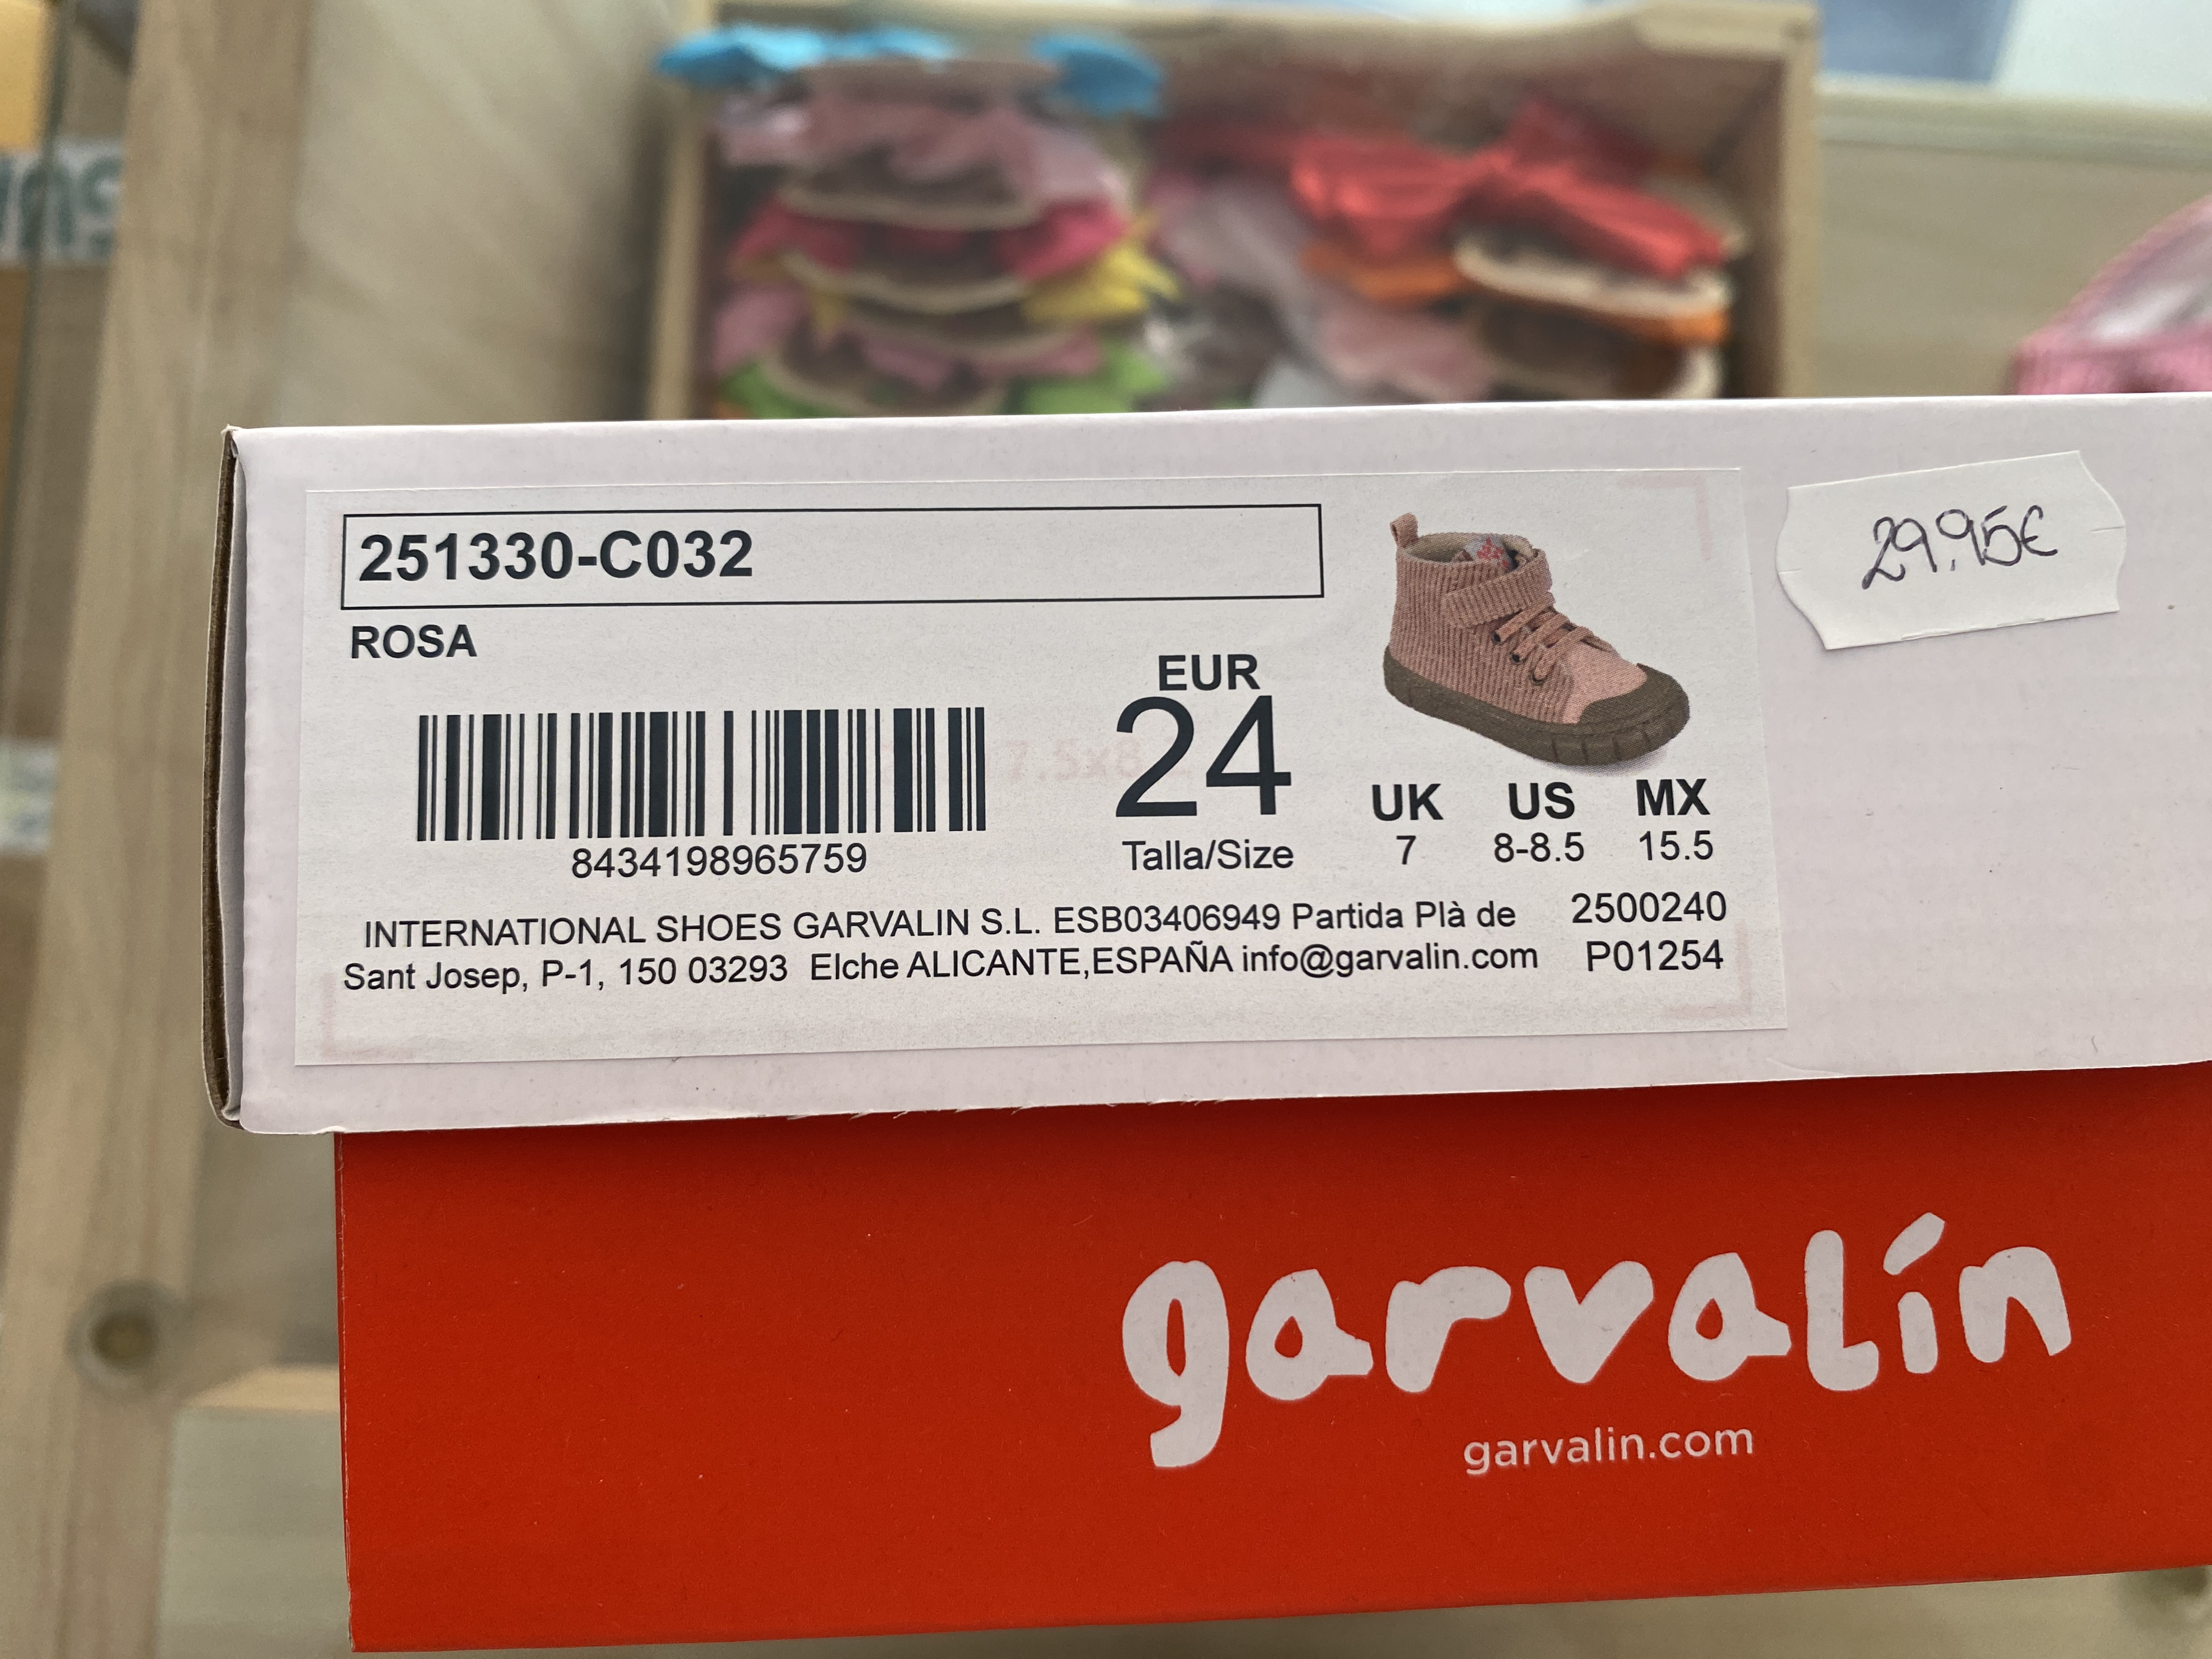 251330-C032
29,95€
ROSA
EUR
24
Talla/Size
UK US MX
7 8-8.5 15.5
8434198965759
INTERNATIONAL SHOES GARVALIN S.L. ESB03406949 Partida Plà de 2500240
Sant Josep, P-1, 150 03293 Elche ALICANTE,ESPAÑA info@garvalin.com P01254
garvalín
garvalin.com